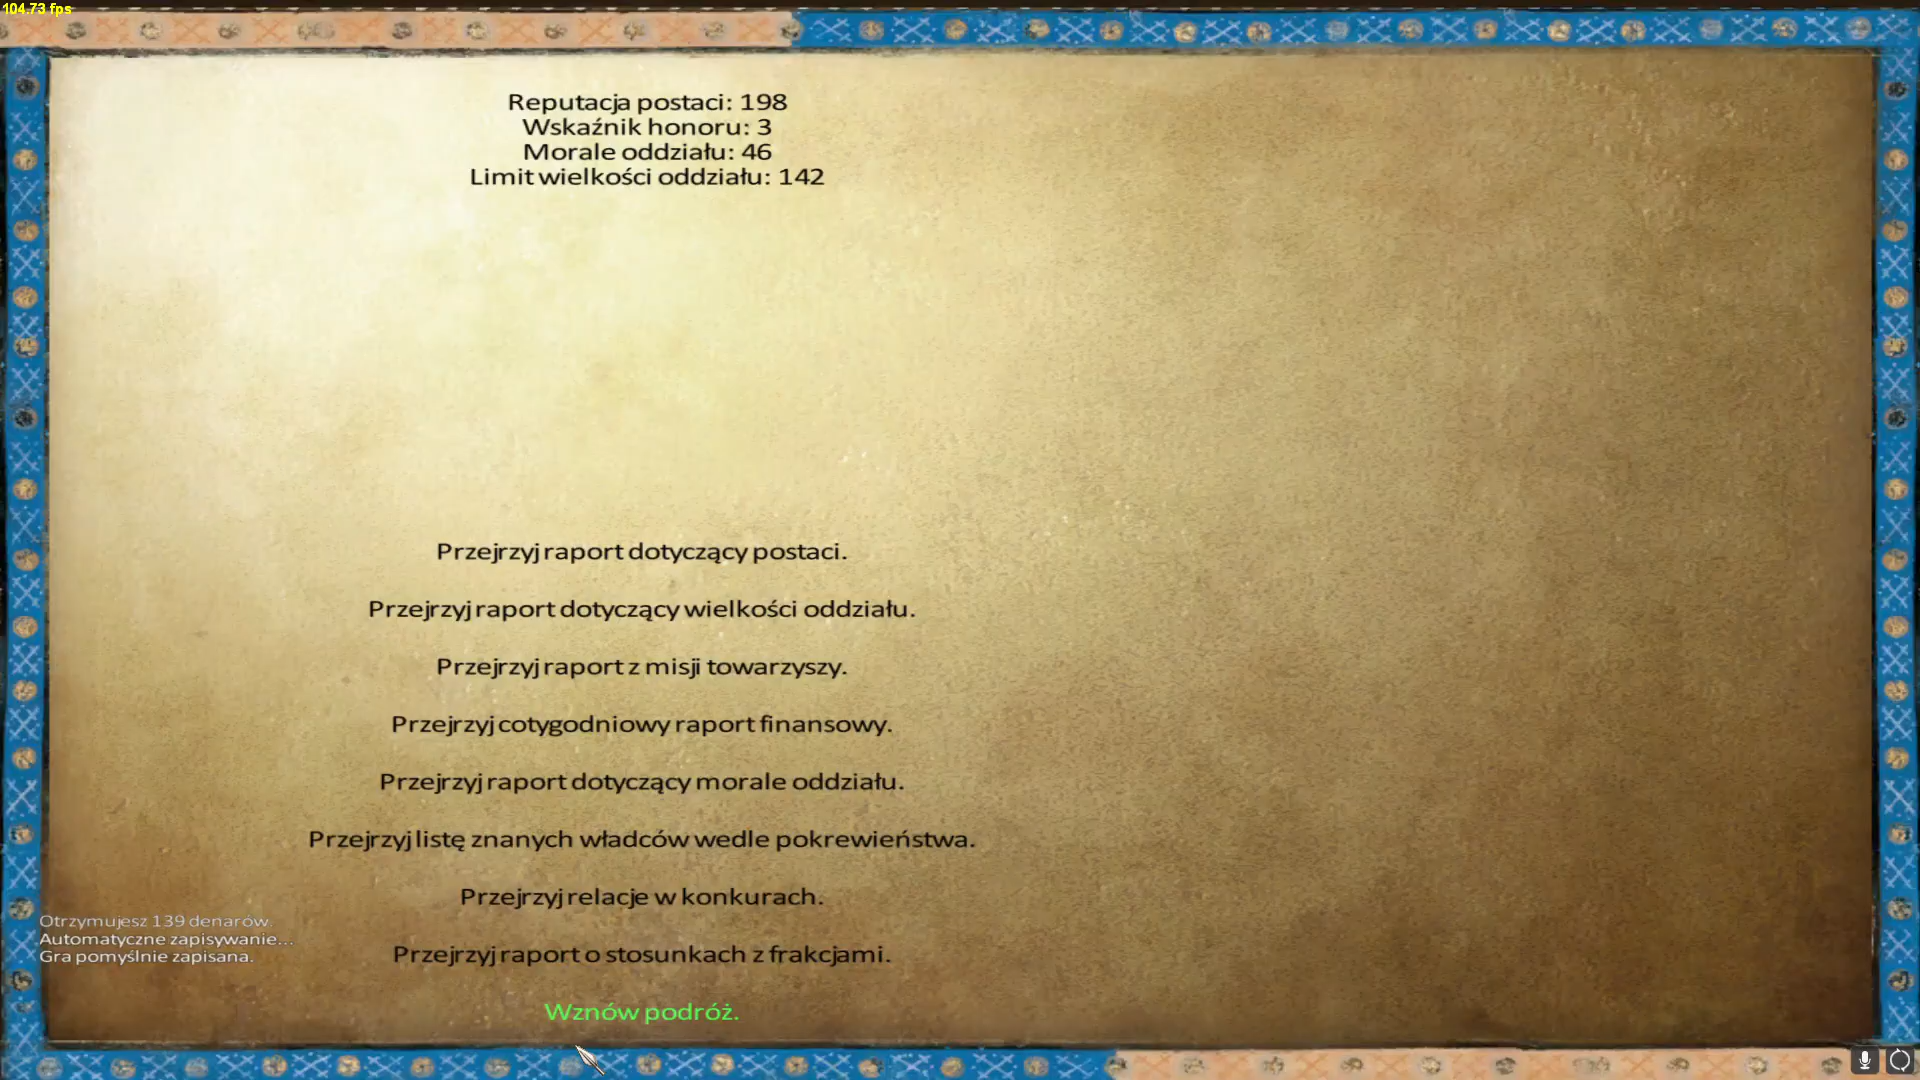 104.73 fps
Reputacja postaci: 198
Wskaźnik honoru: 3
Morale oddziału: 46
Limit wielkości oddziału: 142
Przejrzyj raport dotyczący postaci.
Przejrzyj raport dotyczący wielkości oddziału.
Przejrzyj raport z misji towarzyszy.
Przejrzyj cotygodniowy raport finansowy.
Przejrzyj raport dotyczący morale oddziału.
Przejrzyj listę znanych władców wedle pokrewieństwa.
Przejrzyj relacje w konkurach.
Przejrzyj raport o stosunkach z frakcjami.
Wznów podróż.
Otrzymujesz 139 denarów.
Automatyczne zapisywanie...
Gra pomyślnie zapisana.